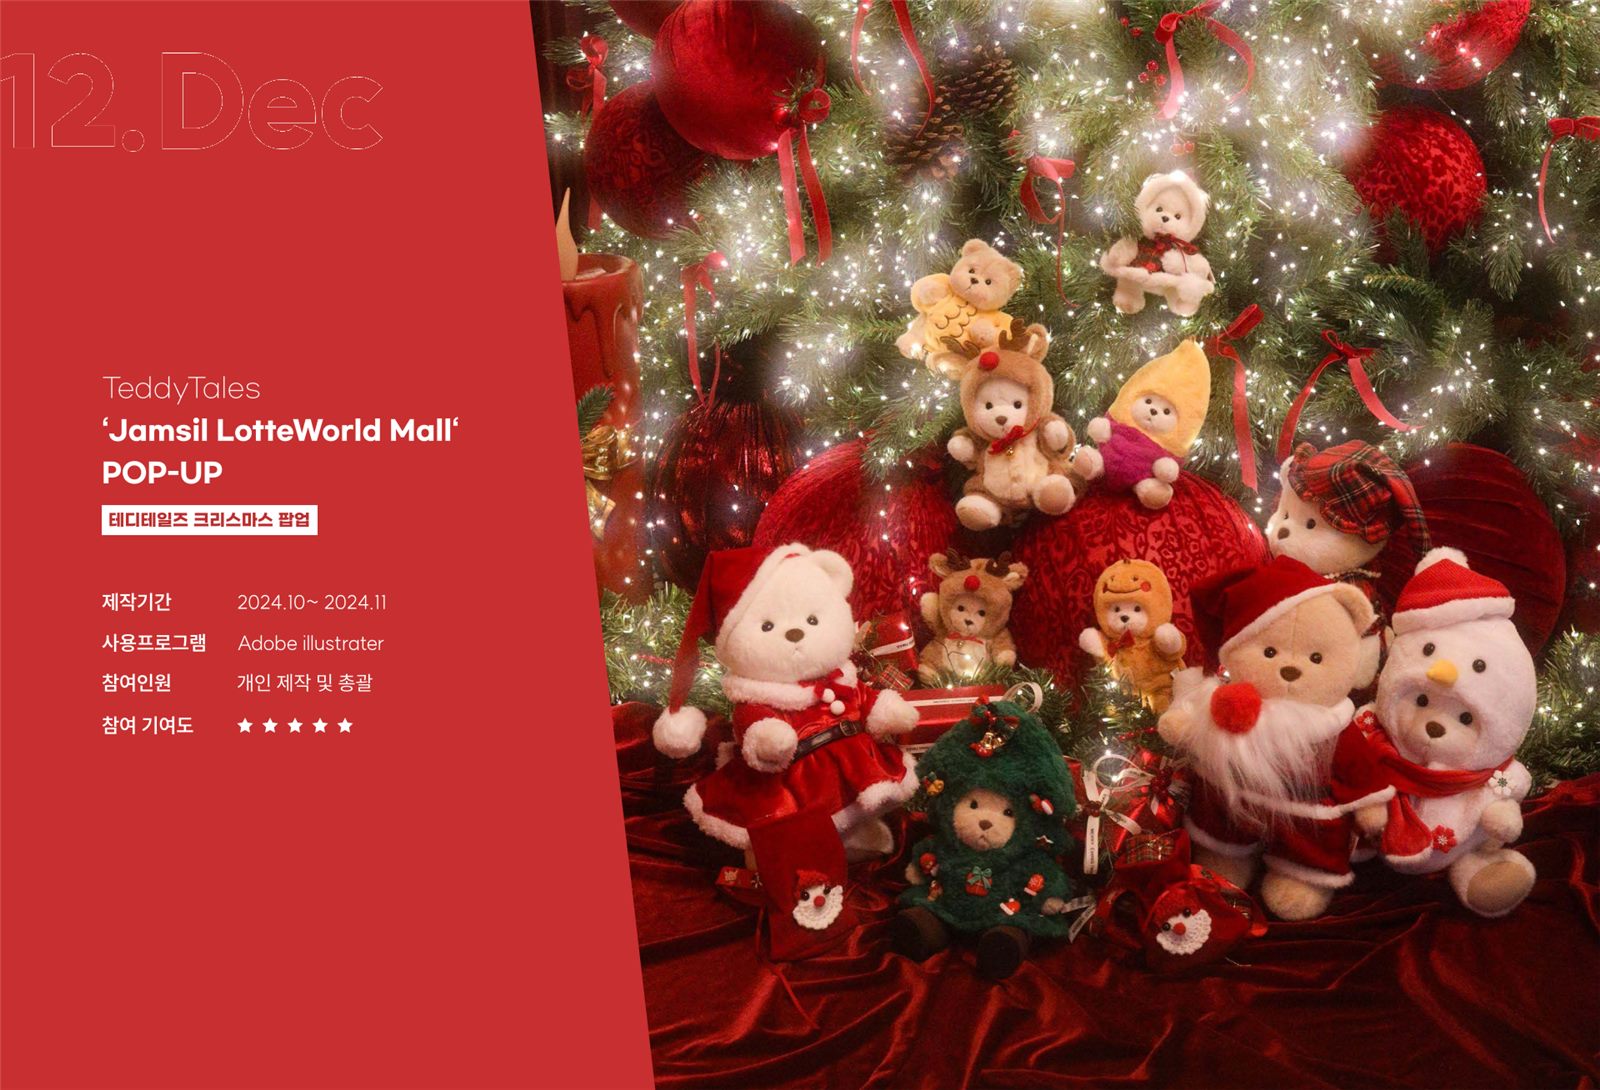 12.Dec
TeddyTales
‘Jamsil LotteWorld Mall‘
POP-UP
테디테일즈 크리스마스 팝업
제작기간 2024.10~ 2024.11
사용프로그램 Adobe illustrater
참여인원 개인 제작 및 총괄
참여 기여도 ★ ★ ★ ★ ★